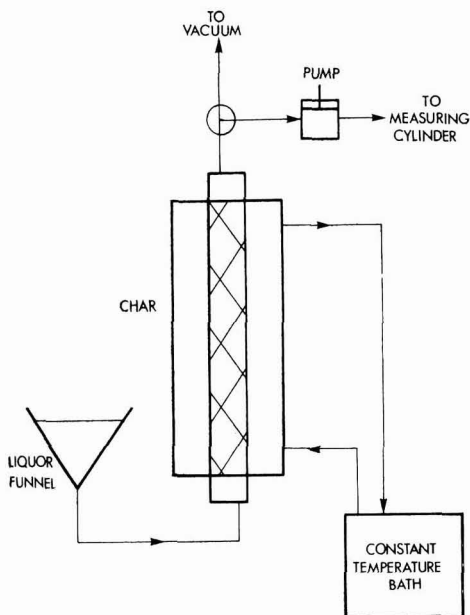 TO
VACUUM
PUMP
TO
MEASURING
CYLINDER
CHAR
LIQUOR
FUNNEL
CONSTANT
TEMPERATURE
BATH